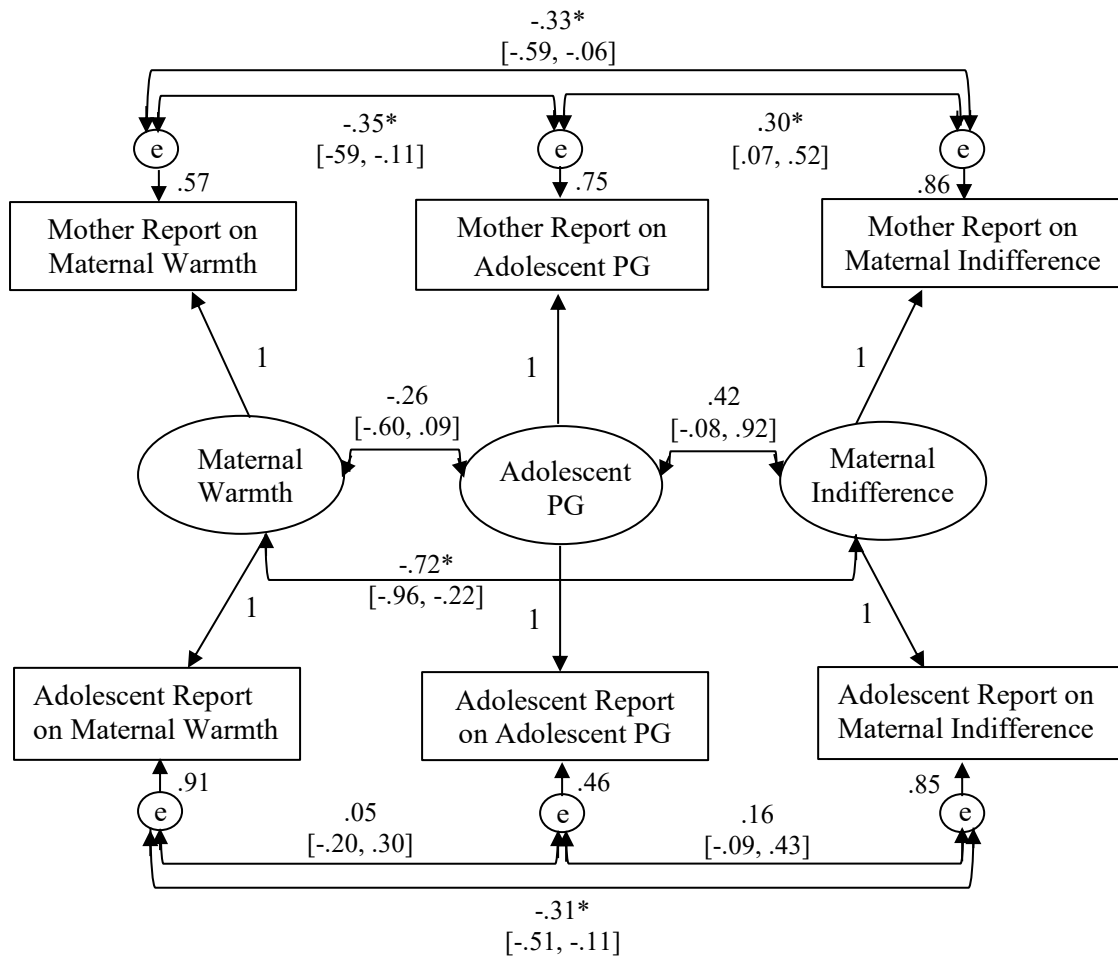 -.33*
[-.59, -.06]
-.35*
[-59, -.11]
.30*
[.07, .52]
e
e
e
.57
.75
.86
Mother Report on
Maternal Warmth
Mother Report on
Adolescent PG
Mother Report on
Maternal Indifference
1
1
1
-.26
[-.60, .09]
.42
[-.08, .92]
Maternal
Warmth
Adolescent
PG
Maternal
Indifference
-.72*
[-.96, -.22]
1
1
1
Adolescent Report
on Maternal Warmth
Adolescent Report
on Adolescent PG
Adolescent Report on
Maternal Indifference
.91
.46
.85
e
e
e
.05
[-.20, .30]
.16
[-.09, .43]
-.31*
[-.51, -.11]